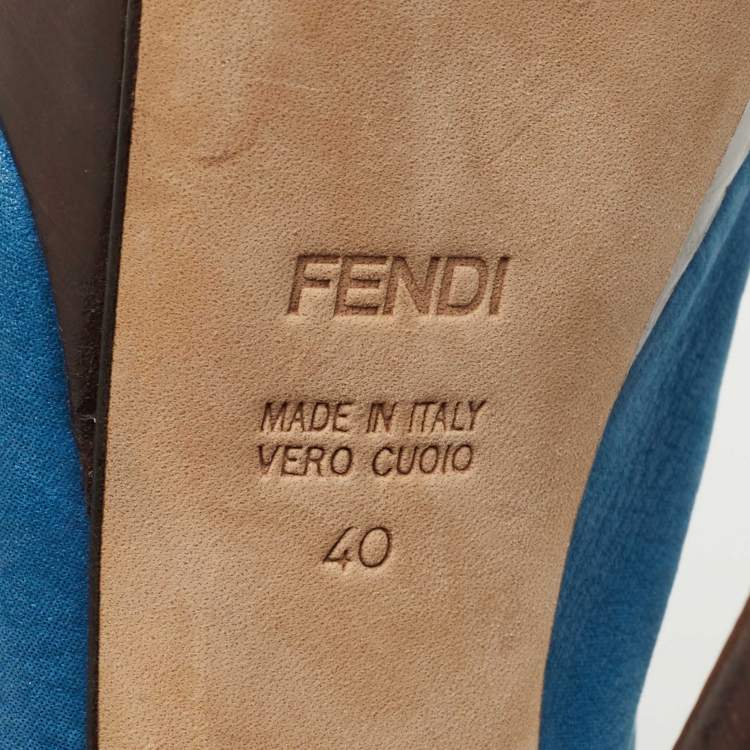 FENDI
MADE IN ITALY
VERO CUOIO
40